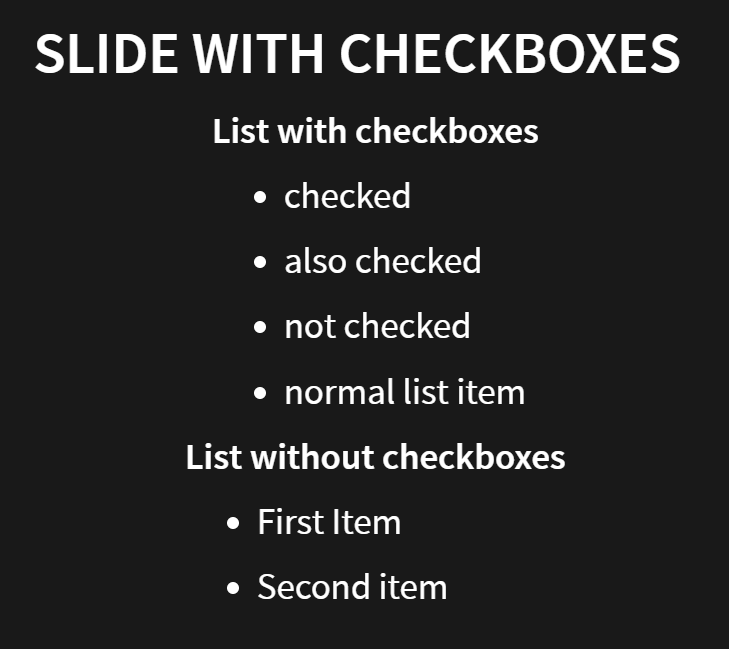 SLIDE WITH CHECKBOXES
List with checkboxes
• checked
• also checked
• not checked
• normal list item
List without checkboxes
• First Item
• Second item